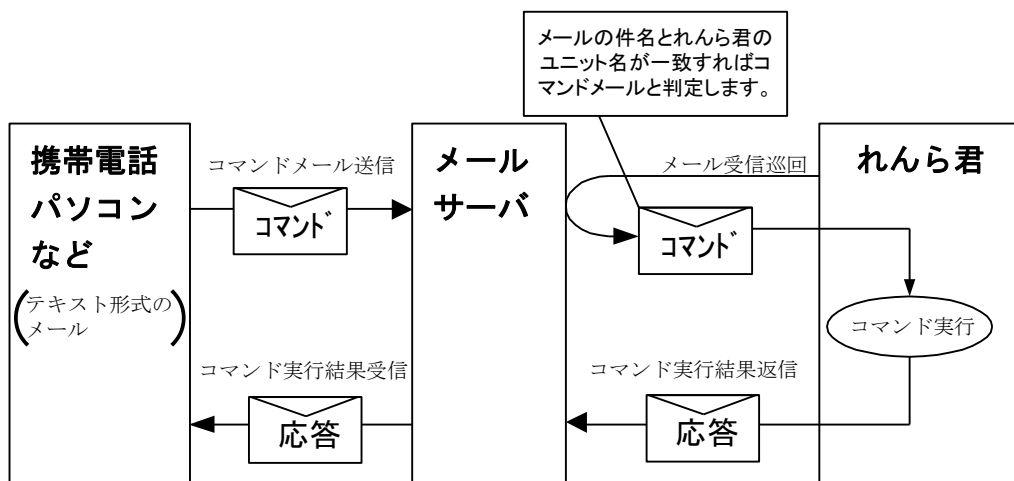 メールの件名とれんら君の
ユニット名が一致すればコ
マンドメールと判定します。
携帯電話
パソコン
など
(テキスト形式の
メール)
コマンドメール送信
コマンド
メール
サーバ
メール受信巡回
コマンド
れんら君
コマンド実行
コマンド実行結果受信
応答
コマンド実行結果返信
応答